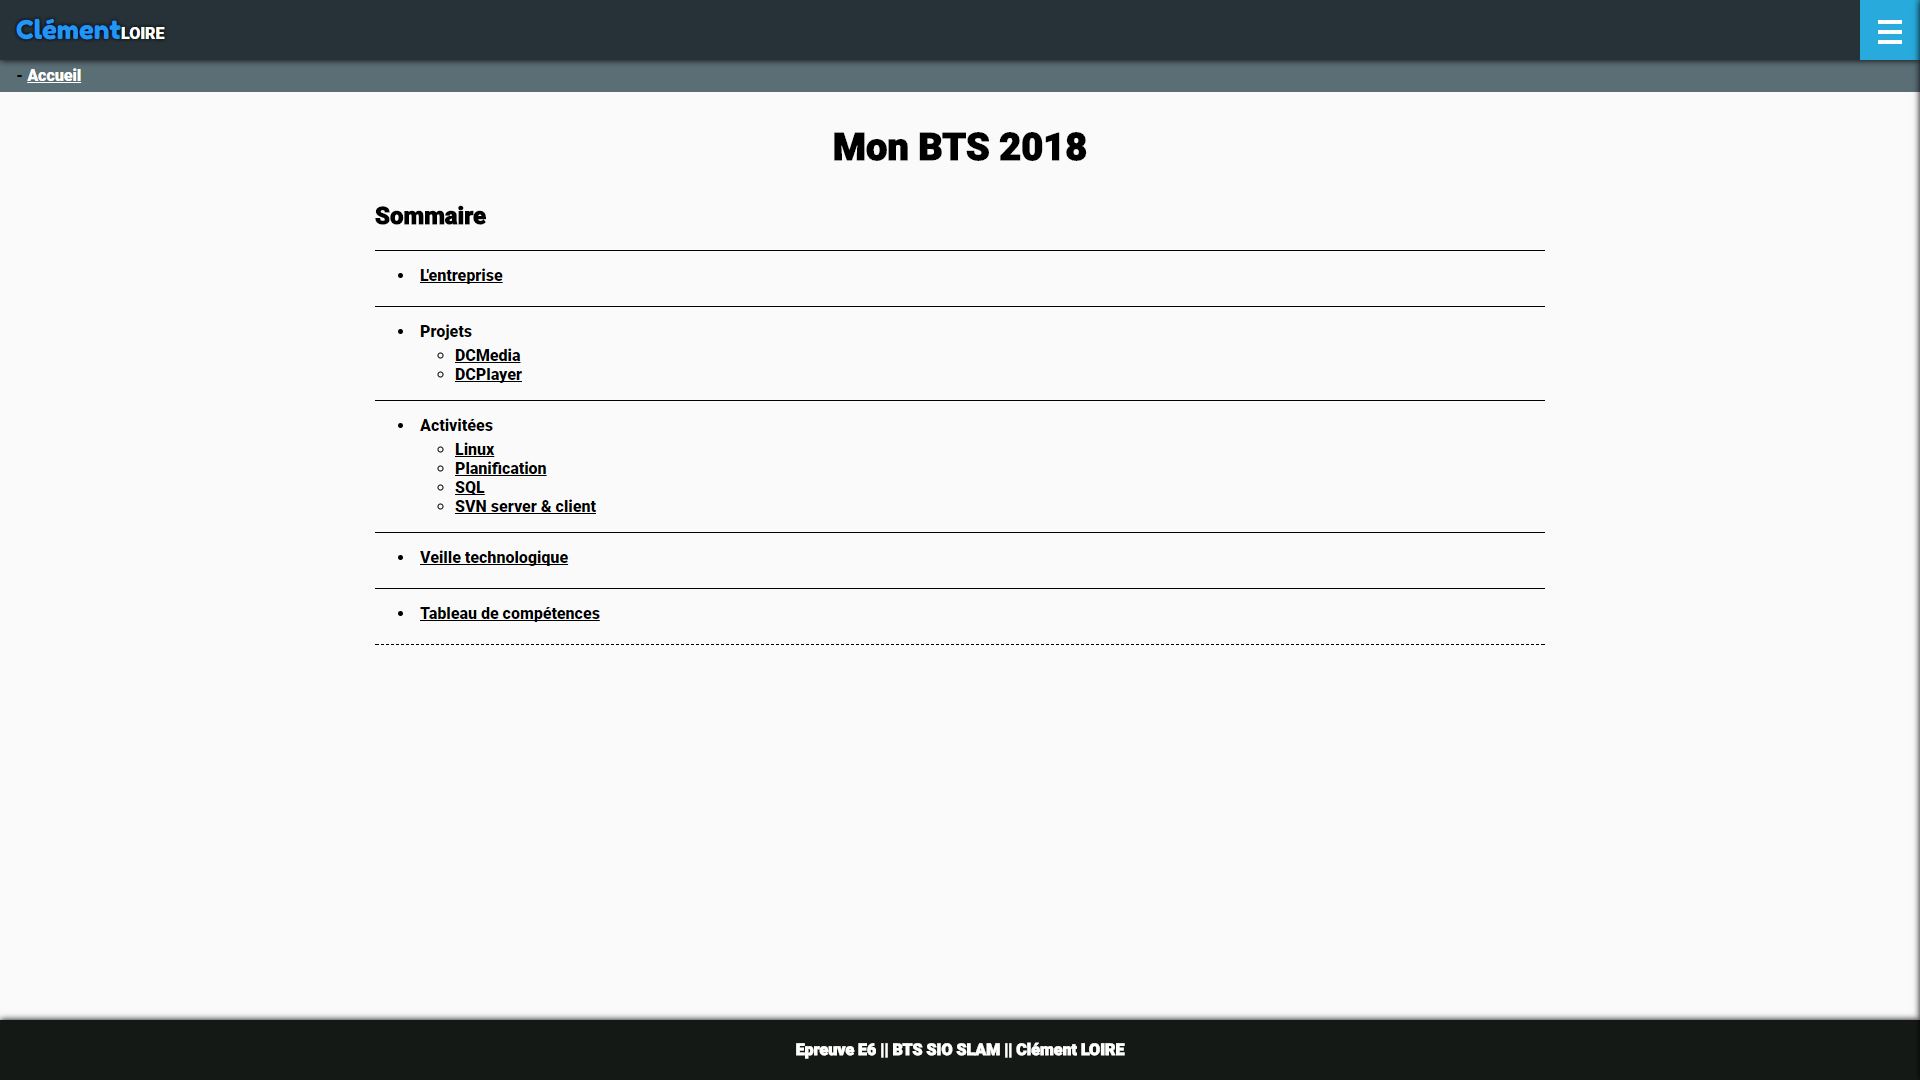 ClémentLOIRE
- Accueil
Mon BTS 2018
Sommaire
L'entreprise
Projets
DCMedia
DCPlayer
Activitées
Linux
Planification
SQL
SVN server & client
Veille technologique
Tableau de compétences
Epreuve E6 || BTS SIO SLAM || Clément LOIRE